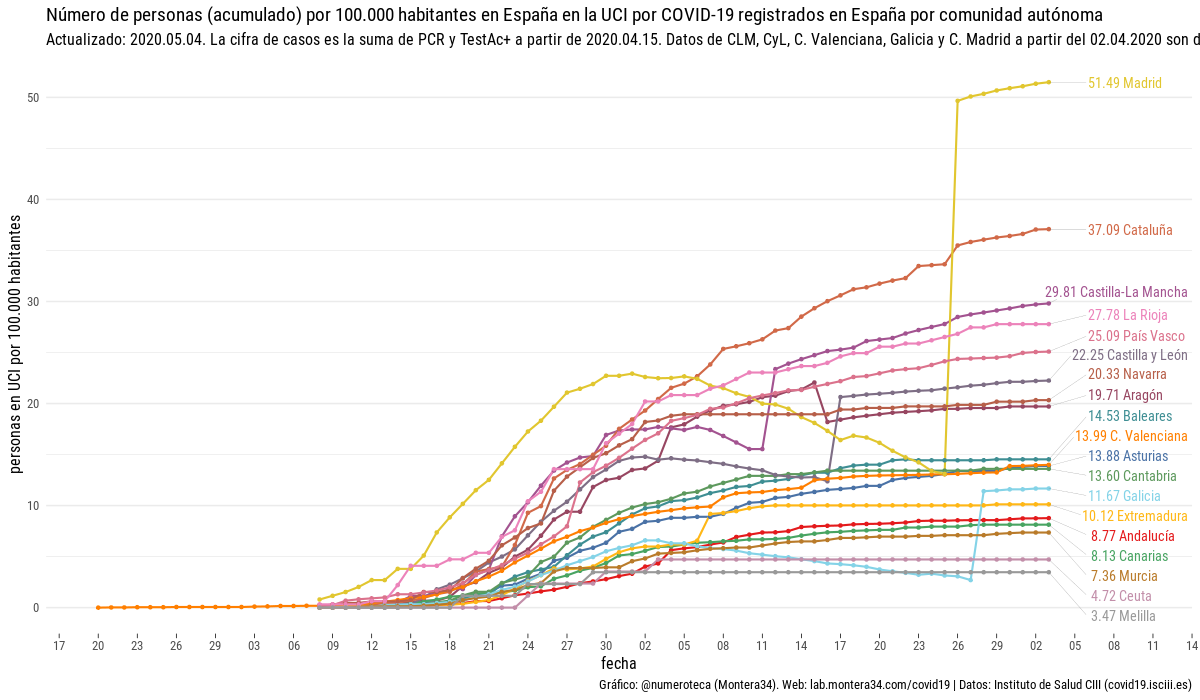 Número de personas (acumulado) por 100.000 habitantes en España en la UCI por COVID-19 registrados en España por comunidad autónoma
Actualizado: 2020.05.04. La cifra de casos es la suma de PCR y TestAc+ a partir de 2020.04.15. Datos de CLM, CyL, C. Valenciana, Galicia y C. Madrid a partir del 02.04.2020 son d
personas en UCI por 100.000 habitantes
50
40
30
20
10
0
51.49 Madrid
37.09 Cataluña
29.81 Castilla-La Mancha
27.78 La Rioja
25.09 País Vasco
22.25 Castilla y León
20.33 Navarra
19.71 Aragón
14.53 Baleares
13.99 C. Valenciana
13.88 Asturias
13.60 Cantabria
11.67 Galicia
10.12 Extremadura
8.77 Andalucía
8.13 Canarias
7.36 Murcia
4.72 Ceuta
3.47 Melilla
17 20 23 26 29 03 06 09 12 15 18 21 24 27 30 02 05 08 11 14 17 20 23 26 29 02 05 08 11 14
fecha
Gráfico: @numeroteca (Montera34). Web: lab.montera34.com/covid19 | Datos: Instituto de Salud CIII (covid19.isciii.es)